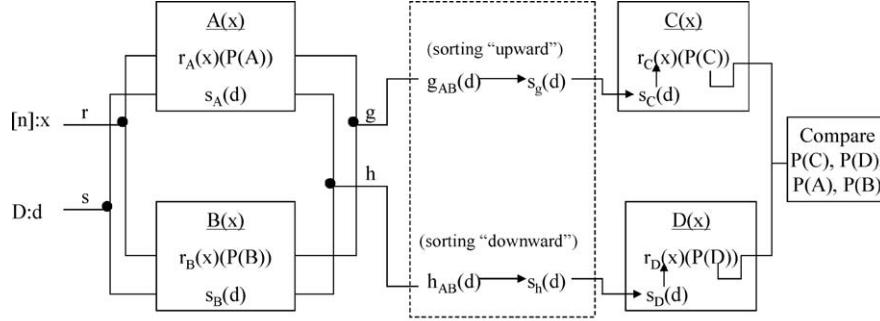 A(x)
r_A(x)(P(A))
s_A(d)
[n]:x
r
D:d
s
B(x)
r_B(x)(P(B))
s_B(d)
g
h
(sorting “upward”)
g_AB(d) s_g(d)
(sorting “downward”)
h_AB(d) s_h(d)
C(x)
r_C(x)(P(C))
s_C(d)
D(x)
r_D(x)(P(D))
s_D(d)
Compare
P(C), P(D)
P(A), P(B)